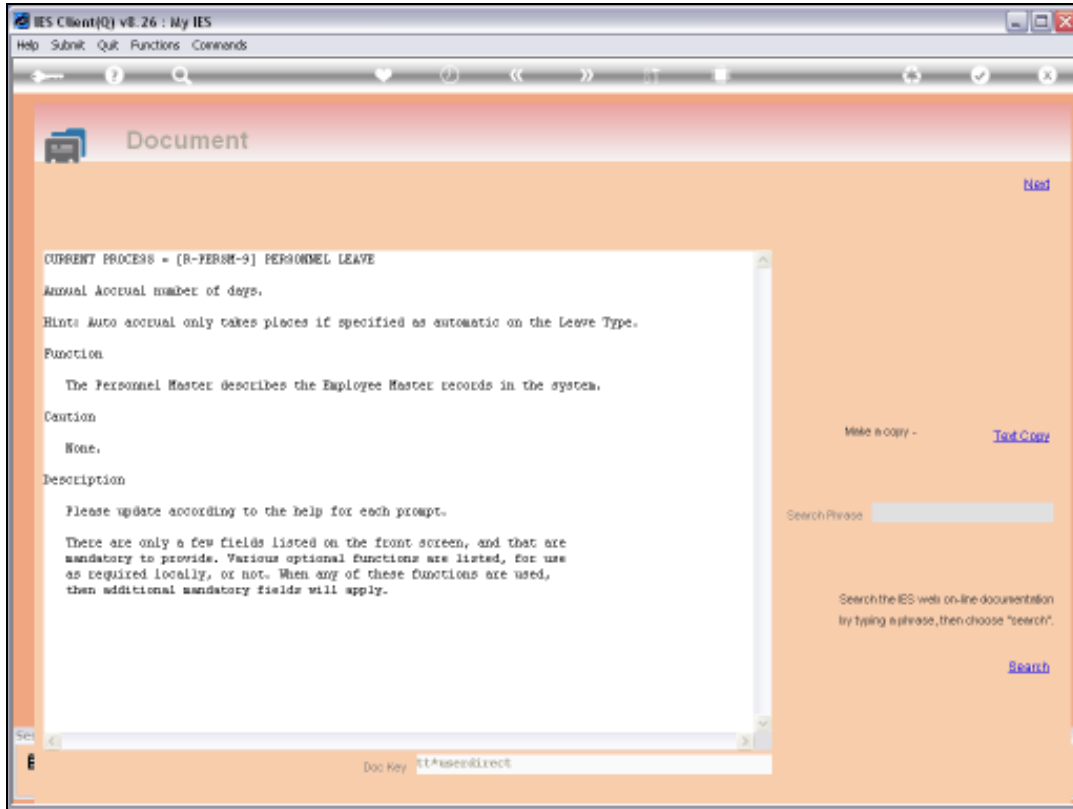 IES Client(Q) v8.26 : My IES
Help Submit Quit Functions Commands
Document
Next
CURRENT PROCESS = [R-PERSM-9] PERSONNEL LEAVE
Annual Accrual number of days.
Hint: Auto accrual only takes places if specified as automatic on the Leave Type.
Function
The Personnel Master describes the Employee Master records in the system.
Caution
None.
Description
Please update according to the help for each prompt.
There are only a few fields listed on the front screen, and that are
mandatory to provide. Various optional functions are listed, for use
as required locally, or not. When any of these functions are used,
then additional mandatory fields will apply.
Make a copy -
Text Copy
Search Phrase
Search the IES web on-line documentation
by typing a phrase, then choose "search".
Search
Ses
Doc Key tt*userdirect